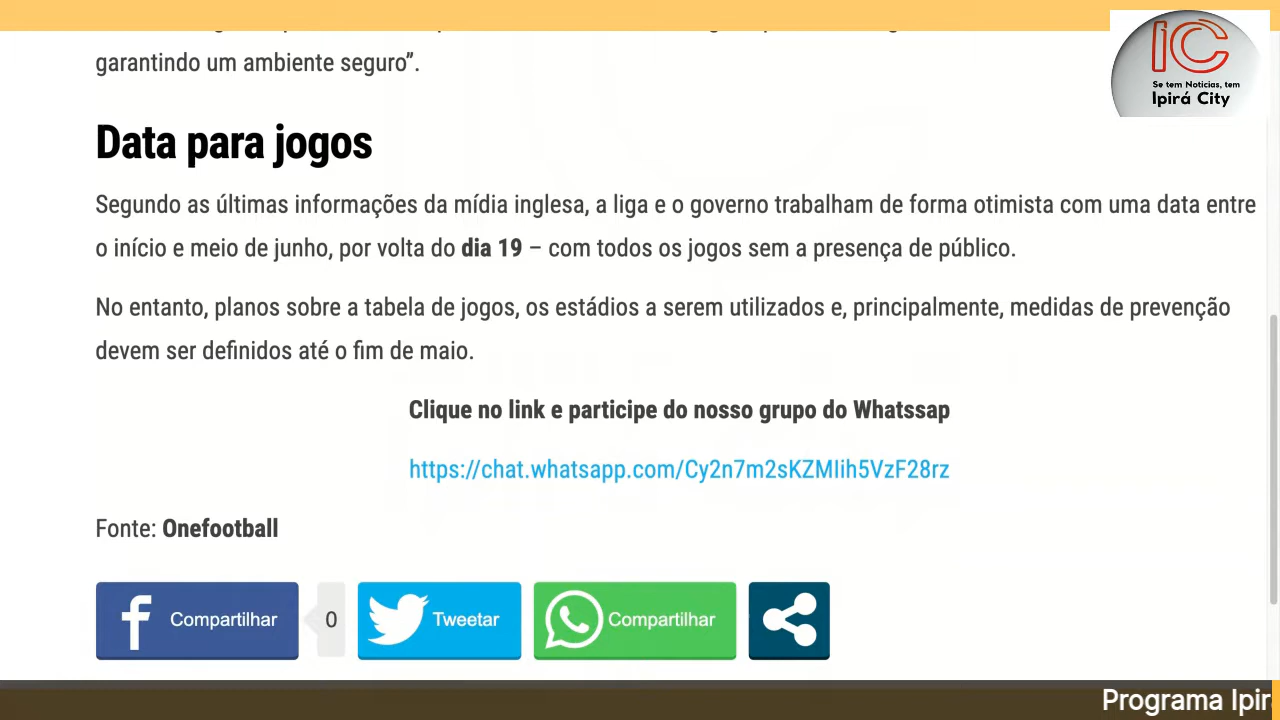 garantindo um ambiente seguro”.
IC
Se tem Noticias, tem
Ipirá City
Data para jogos
Segundo as últimas informações da mídia inglesa, a liga e o governo trabalham de forma otimista com uma data entre
o início e meio de junho, por volta do dia 19 – com todos os jogos sem a presença de público.
No entanto, planos sobre a tabela de jogos, os estádios a serem utilizados e, principalmente, medidas de prevenção
devem ser definidos até o fim de maio.
Clique no link e participe do nosso grupo do Whatssap
https://chat.whatsapp.com/Cy2n7m2sKZMIih5VzF28rz
Fonte: Onefootball
Compartilhar 0 Tweetar Compartilhar
Programa